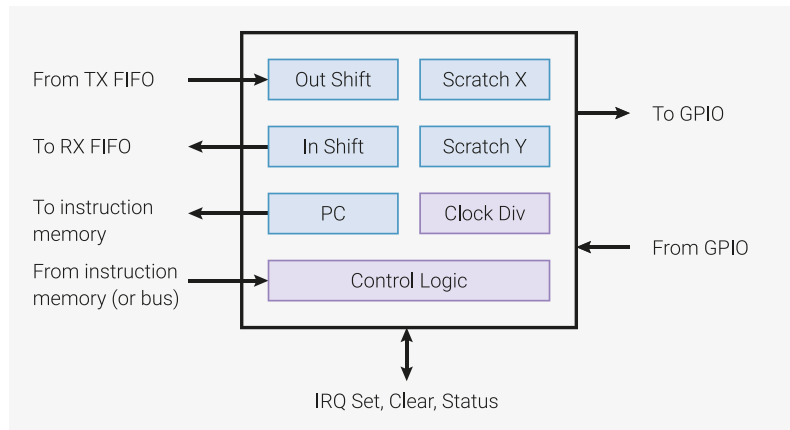 From TX FIFO
Out Shift
Scratch X
To GPIO
To RX FIFO
In Shift
Scratch Y
To instruction
memory
PC
Clock Div
From GPIO
From instruction
memory (or bus)
Control Logic
IRQ Set, Clear, Status